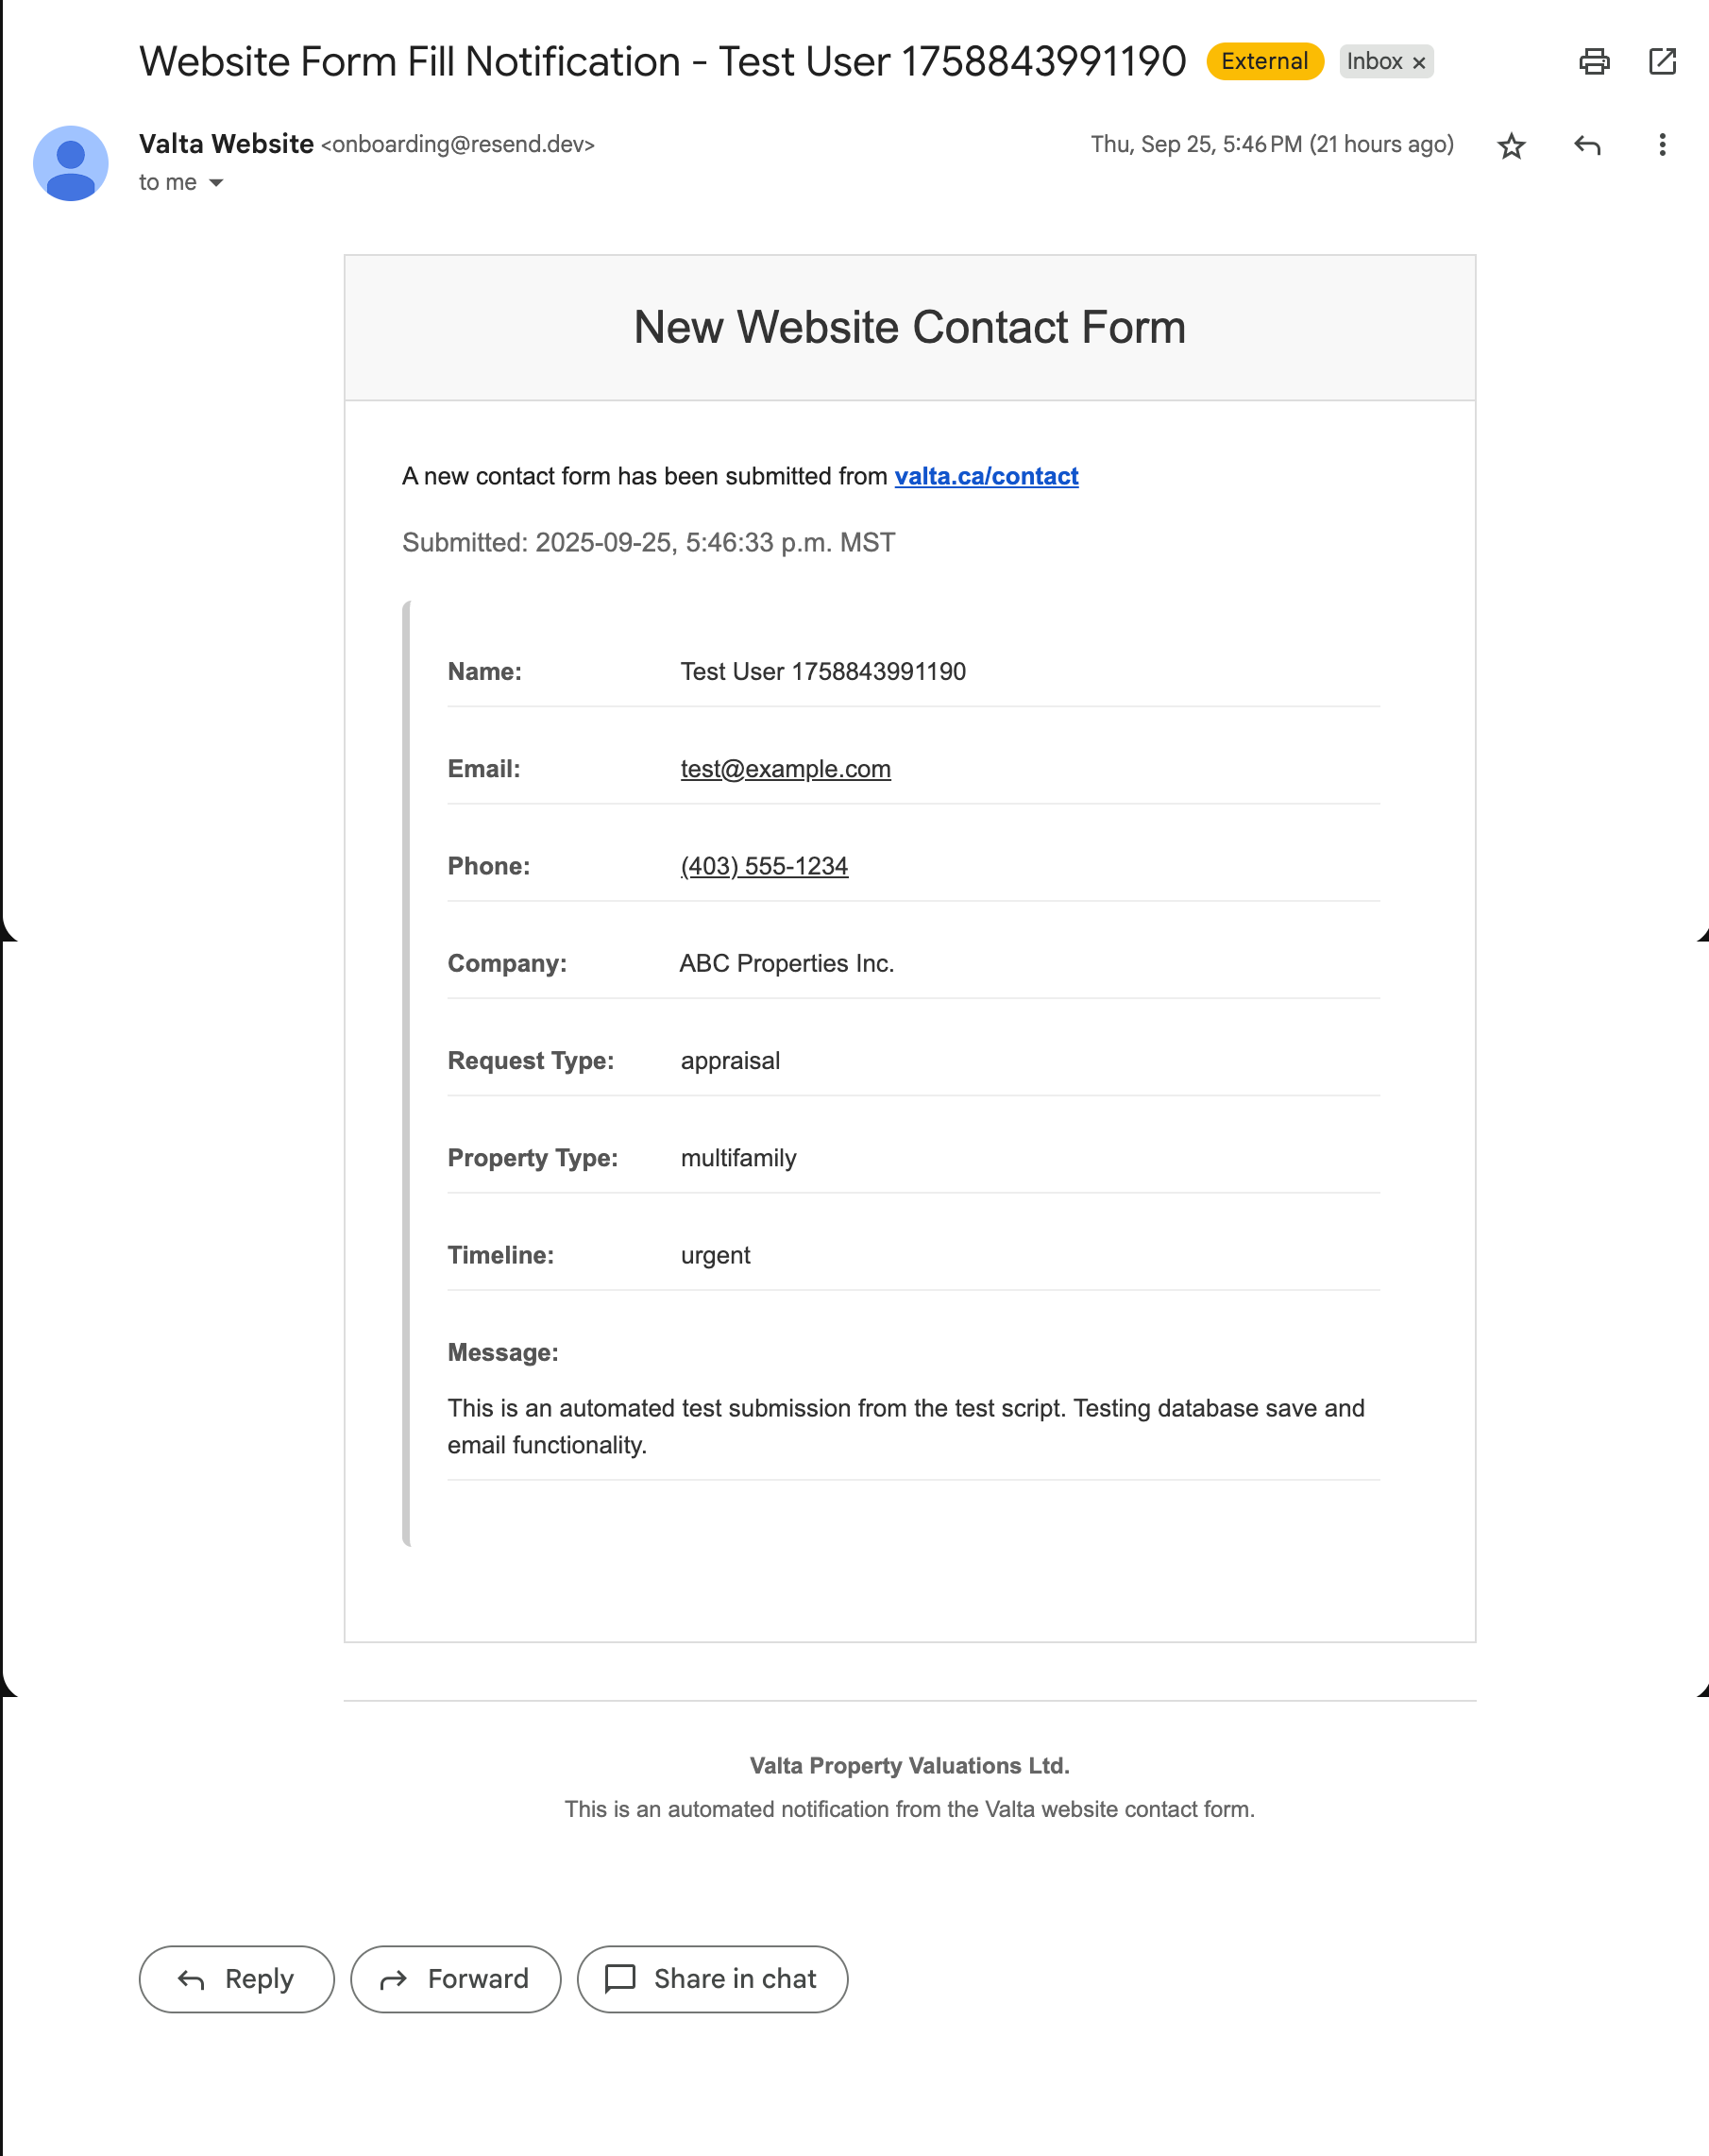 Website Form Fill Notification - Test User 1758843991190 External Inbox ×
Valta Website <onboarding@resend.dev> Thu, Sep 25, 5:46 PM (21 hours ago)
to me
New Website Contact Form
A new contact form has been submitted from valta.ca/contact
Submitted: 2025-09-25, 5:46:33 p.m. MST
Name: Test User 1758843991190
Email: test@example.com
Phone: (403) 555-1234
Company: ABC Properties Inc.
Request Type: appraisal
Property Type: multifamily
Timeline: urgent
Message:
This is an automated test submission from the test script. Testing database save and
email functionality.
Valta Property Valuations Ltd.
This is an automated notification from the Valta website contact form.
Reply Forward Share in chat